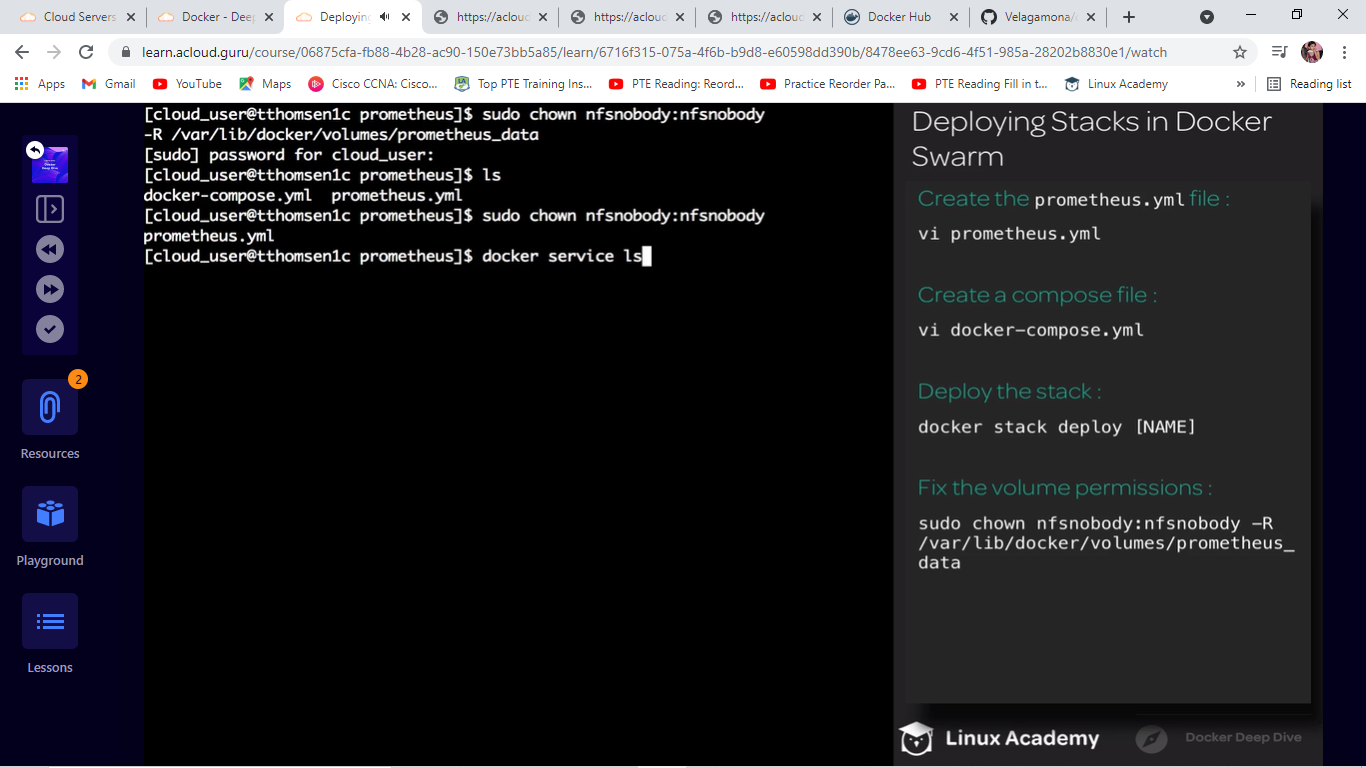 Cloud Servers
Docker - Deep
Deploying
https://acloud
https://acloud
https://acloud
Docker Hub
Velagamona/
learn.acloud.guru/course/06875cfa-fb88-4b28-ac90-150e73bb5a85/learn/6716f315-075a-4f6b-b9d8-e60598dd390b/8478ee63-9cd6-4f51-985a-28202b8830e1/watch
Apps
Gmail
YouTube
Maps
Cisco CCNA: Cisco...
Top PTE Training Ins...
PTE Reading: Reord...
Practice Reorder Pa...
PTE Reading Fill in t...
Linux Academy
»
Reading list
[cloud_user@tthomsen1c prometheus]$ sudo chown nfsnobody:nfsnobody
-R /var/lib/docker/volumes/prometheus_data
[sudo] password for cloud_user:
[cloud_user@tthomsen1c prometheus]$ ls
docker-compose.yml  prometheus.yml
[cloud_user@tthomsen1c prometheus]$ sudo chown nfsnobody:nfsnobody
prometheus.yml
[cloud_user@tthomsen1c prometheus]$ docker service ls
2
Resources
Playground
Lessons
Deploying Stacks in Docker
Swarm
Create the prometheus.yml file :
vi prometheus.yml
Create a compose file :
vi docker-compose.yml
Deploy the stack :
docker stack deploy [NAME]
Fix the volume permissions :
sudo chown nfsnobody:nfsnobody -R
/var/lib/docker/volumes/prometheus_
data
Linux Academy
Docker Deep Dive